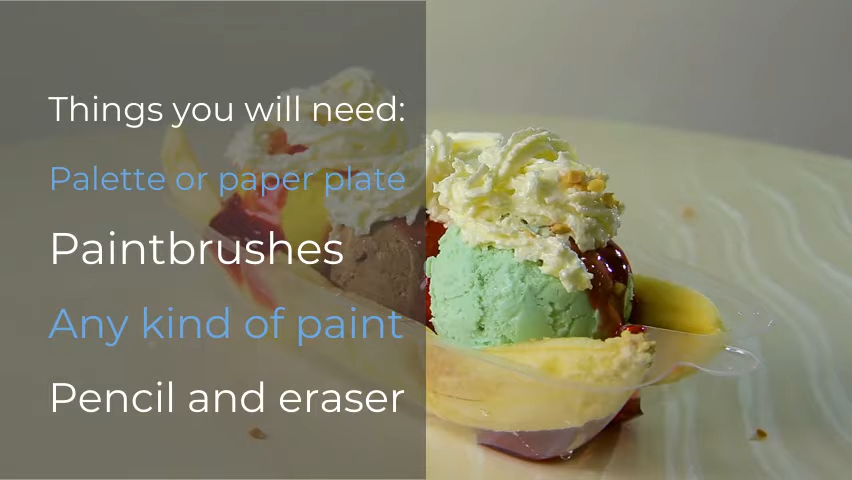 Things you will need:
Palette or paper plate
Paintbrushes
Any kind of paint
Pencil and eraser